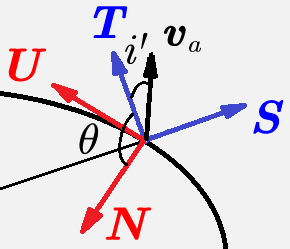 T i' v_a
U
θ S
N